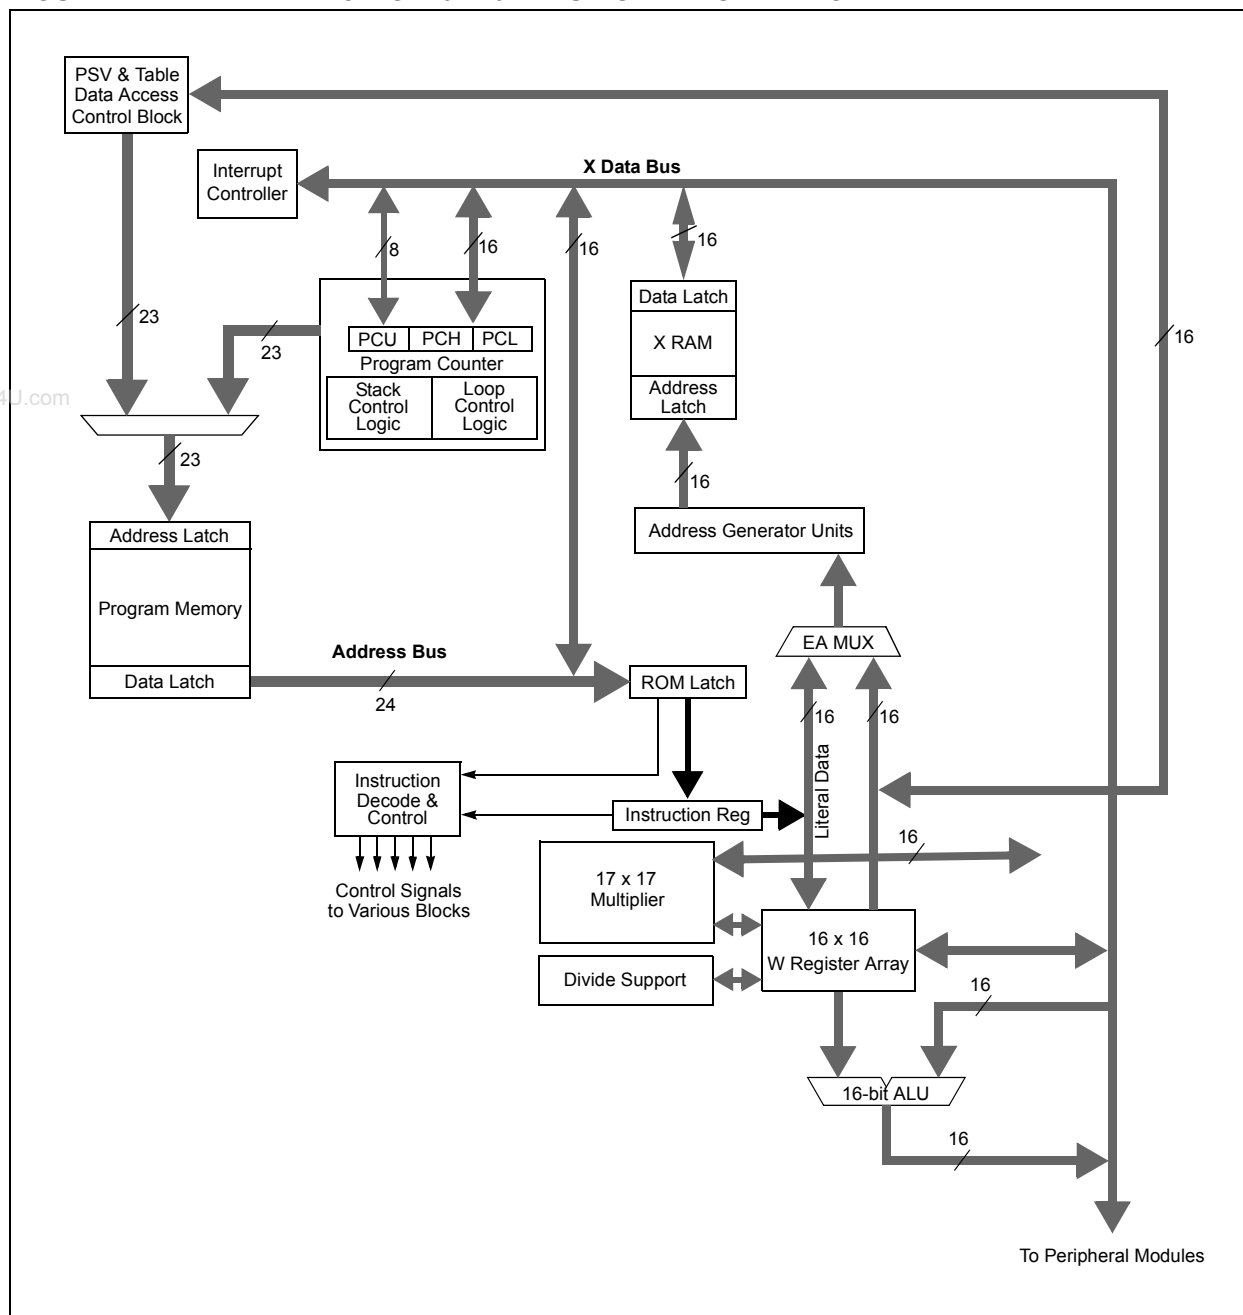 PSV & Table
Data Access
Control Block
Interrupt
Controller
X Data Bus
8
16
16
16
23
23
16
PCU
PCH
PCL
Program Counter
Stack
Control
Logic
Loop
Control
Logic
Data Latch
X RAM
Address
Latch
4U.com
23
16
Address Latch
Program Memory
Data Latch
Address Generator Units
EA MUX
Address Bus
24
ROM Latch
16
16
Literal Data
Instruction
Decode &
Control
Instruction Reg
Control Signals
to Various Blocks
17 x 17
Multiplier
16
16 x 16
W Register Array
Divide Support
16
16-bit ALU
16
To Peripheral Modules